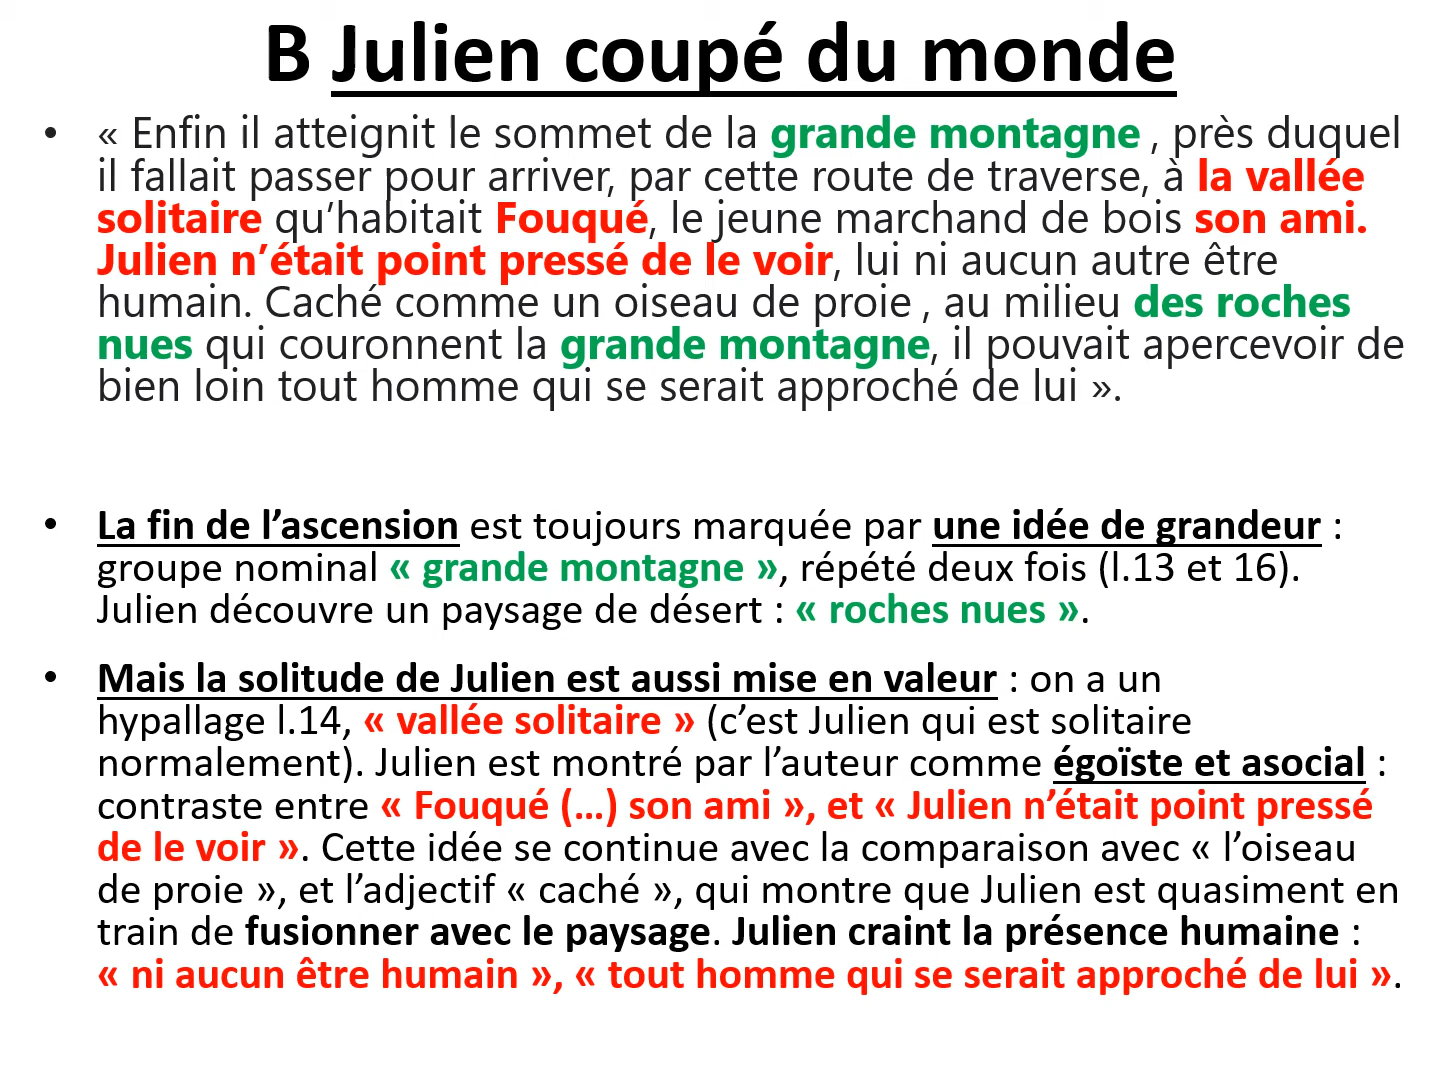 B Julien coupé du monde
• « Enfin il atteignit le sommet de la grande montagne , près duquel
il fallait passer pour arriver, par cette route de traverse, à la vallée
solitaire qu’habitait Fouqué, le jeune marchand de bois son ami.
Julien n’était point pressé de le voir, lui ni aucun autre être
humain. Caché comme un oiseau de proie , au milieu des roches
nues qui couronnent la grande montagne, il pouvait apercevoir de
bien loin tout homme qui se serait approché de lui ».
• La fin de l’ascension est toujours marquée par une idée de grandeur :
groupe nominal « grande montagne », répété deux fois (l.13 et 16).
Julien découvre un paysage de désert : « roches nues ».
• Mais la solitude de Julien est aussi mise en valeur : on a un
hypallage l.14, « vallée solitaire » (c’est Julien qui est solitaire
normalement). Julien est montré par l’auteur comme égoïste et asocial :
contraste entre « Fouqué (…) son ami », et « Julien n’était point pressé
de le voir ». Cette idée se continue avec la comparaison avec « l’oiseau
de proie », et l’adjectif « caché », qui montre que Julien est quasiment en
train de fusionner avec le paysage. Julien craint la présence humaine :
« ni aucun être humain », « tout homme qui se serait approché de lui ».